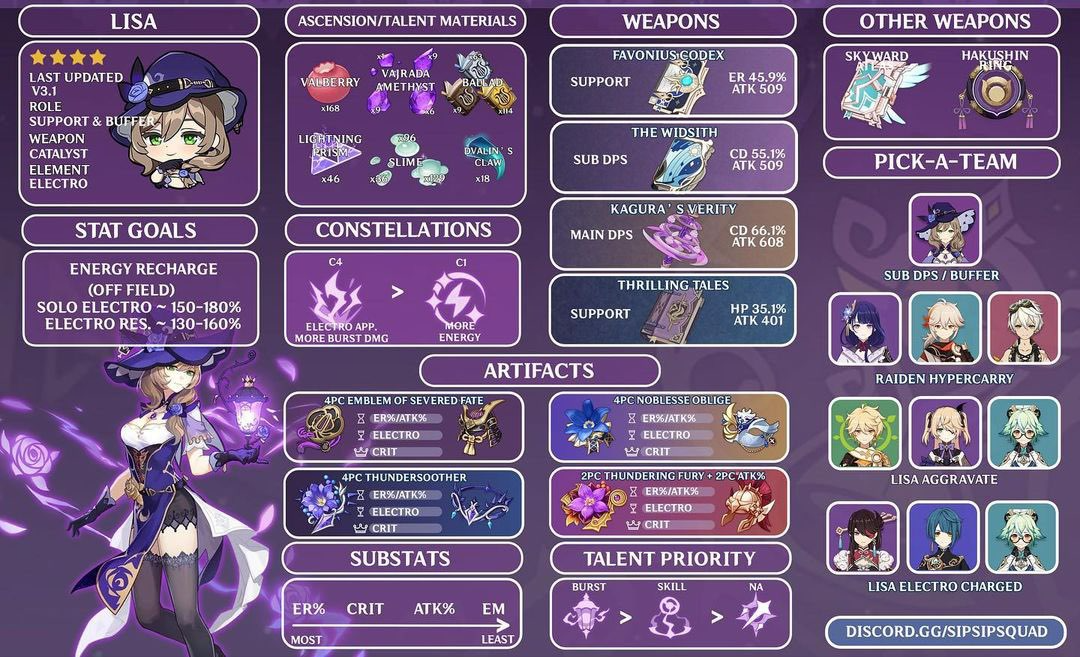 LISA
LAST UPDATED
V3.1
ROLE
SUPPORT & BUFFER
WEAPON
CATALYST
ELEMENT
ELECTRO
STAT GOALS
ENERGY RECHARGE
(OFF FIELD)
SOLO ELECTRO ~ 150-180%
ELECTRO RES. ~ 130-160%
ASCENSION/TALENT MATERIALS
VALBERRY
x168
VAJRADA
AMETHYST
x9
x9
x6
BALLAD
x9
x114
LIGHTNING
PRISM
x46
x96
SLIME
DVALIN'S
CLAW
x18
CONSTELLATIONS
C4
>
C1
ELECTRO APP.
MORE BURST DMG
MORE
ENERGY
WEAPONS
FAVONIUS CODEX
SUPPORT
ER 45.9%
ATK 509
THE WIDSITH
SUB DPS
CD 55.1%
ATK 509
KAGURA'S VERITY
MAIN DPS
CD 66.1%
ATK 608
THRILLING TALES
SUPPORT
HP 35.1%
ATK 401
ARTIFACTS
4PC EMBLEM OF SEVERED FATE
ER%/ATK%
ELECTRO
CRIT
4PC NOBLESSE OBLIGE
ER%/ATK%
ELECTRO
CRIT
4PC THUNDERSOOTHER
ER%/ATK%
ELECTRO
CRIT
2PC THUNDERING FURY + 2PC ATK%
ER%/ATK%
ELECTRO
CRIT
SUBSTATS
ER% CRIT ATK% EM
MOST LEAST
TALENT PRIORITY
BURST SKILL NA
> >
OTHER WEAPONS
SKYWARD
HAKUSHIN
RING
PICK-A-TEAM
SUB DPS / BUFFER
RAIDEN HYPERCARRY
LISA AGGRAVATE
LISA ELECTRO CHARGED
DISCORD.GG/SIPSIPSQUAD